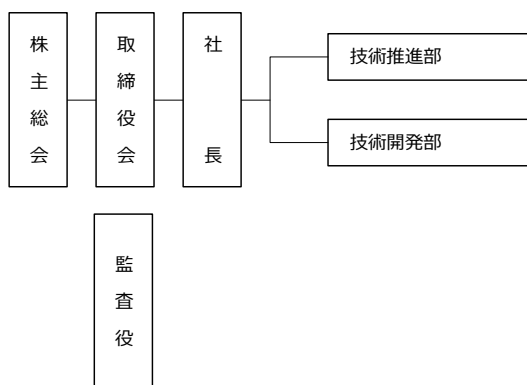 株主総会
取締役会
社長
技術推進部
技術開発部
監査役